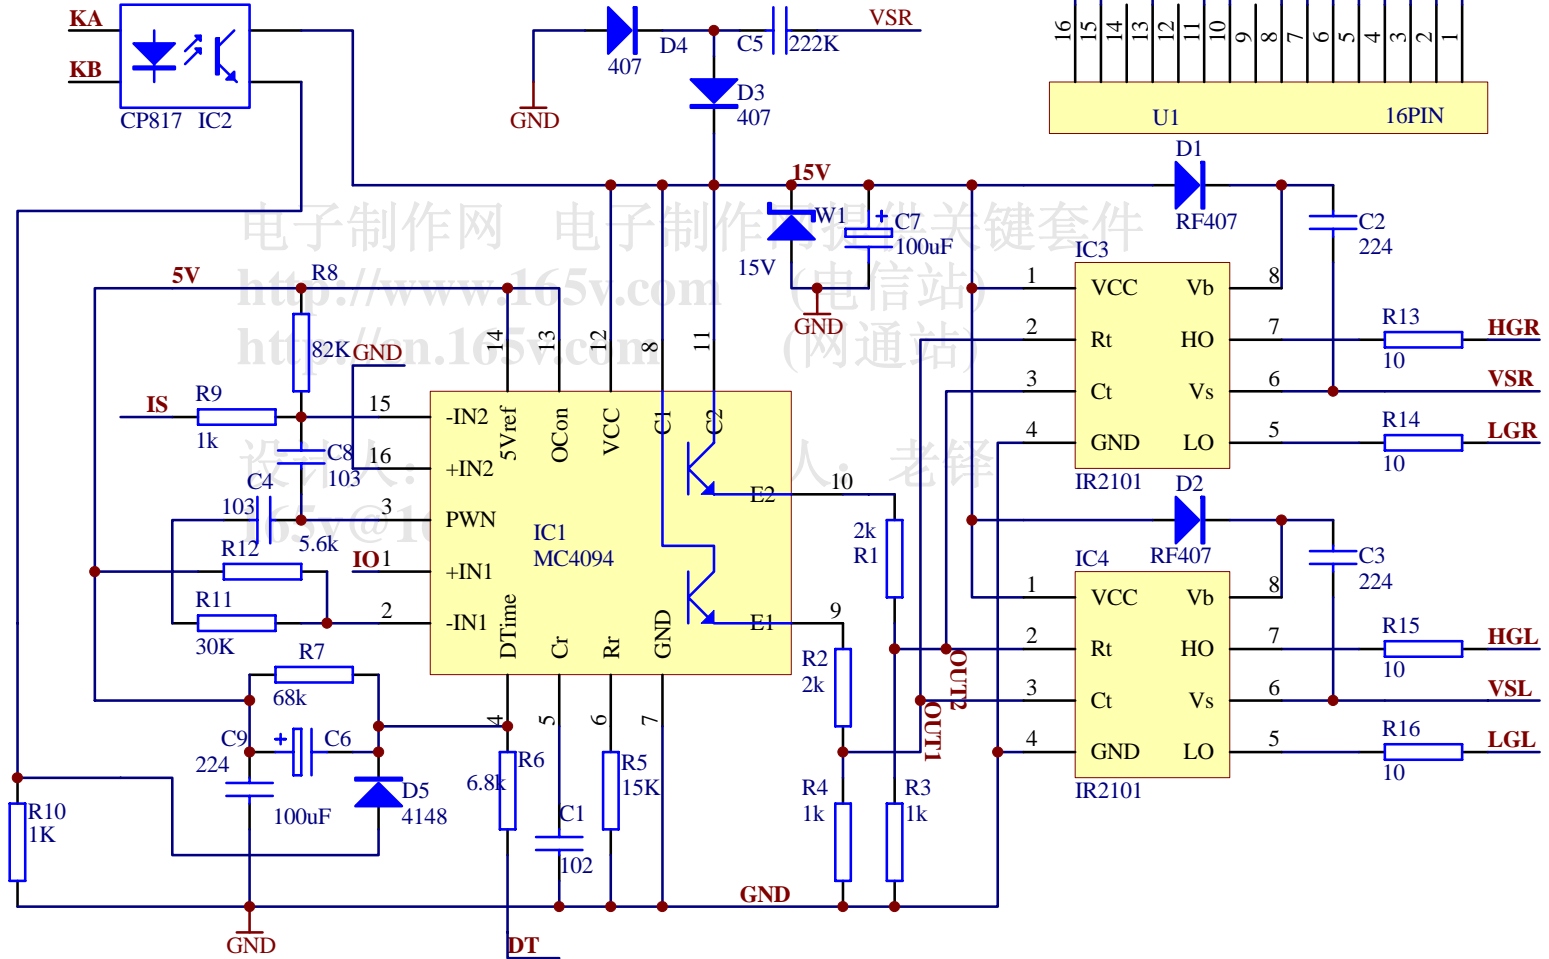 KA
KB
CP817 IC2
D4
407
GND
C5
222K
VSR
D3
407
16 15 14 13 12 11 10 9 8 7 6 5 4 3 2 1
U1 16PIN
15V
W1
15V
C7
+
100uF
GND
D1
RF407
C2
224
电子制作网 电子制作网提供关键套件
http://www.165v.com (电信站)
http://cn.165v.com (网通站)
5V
R8
82K
GND
IS
R9
1k
C8
103
C4
103
5.6k
R12
R11
30K
IO
14 13 12 8 11
15 -IN2
16 +IN2
3 PWN
1 +IN1
2 -IN1
5Vref
OCon
VCC
C1
C2
IC1
MC4094
E2 10
E1 9
DTime
Cr
Rr
GND
4 5 6 7
2k
R1
R2
2k
R4
1k
R3
1k
OUT2
OUT1
IC3
1 VCC Vb 8
2 Rt HO 7
3 Ct Vs 6
4 GND LO 5
IR2101
R13
10
HGR
VSR
R14
10
LGR
D2
RF407
C3
224
IC4
1 VCC Vb 8
2 Rt HO 7
3 Ct Vs 6
4 GND LO 5
IR2101
R15
10
HGL
VSL
R16
10
LGL
R7
68k
C9
224
+
C6
100uF
D5
4148
R6
6.8k
R5
15K
C1
102
R10
1K
GND
GND
DT
老铎